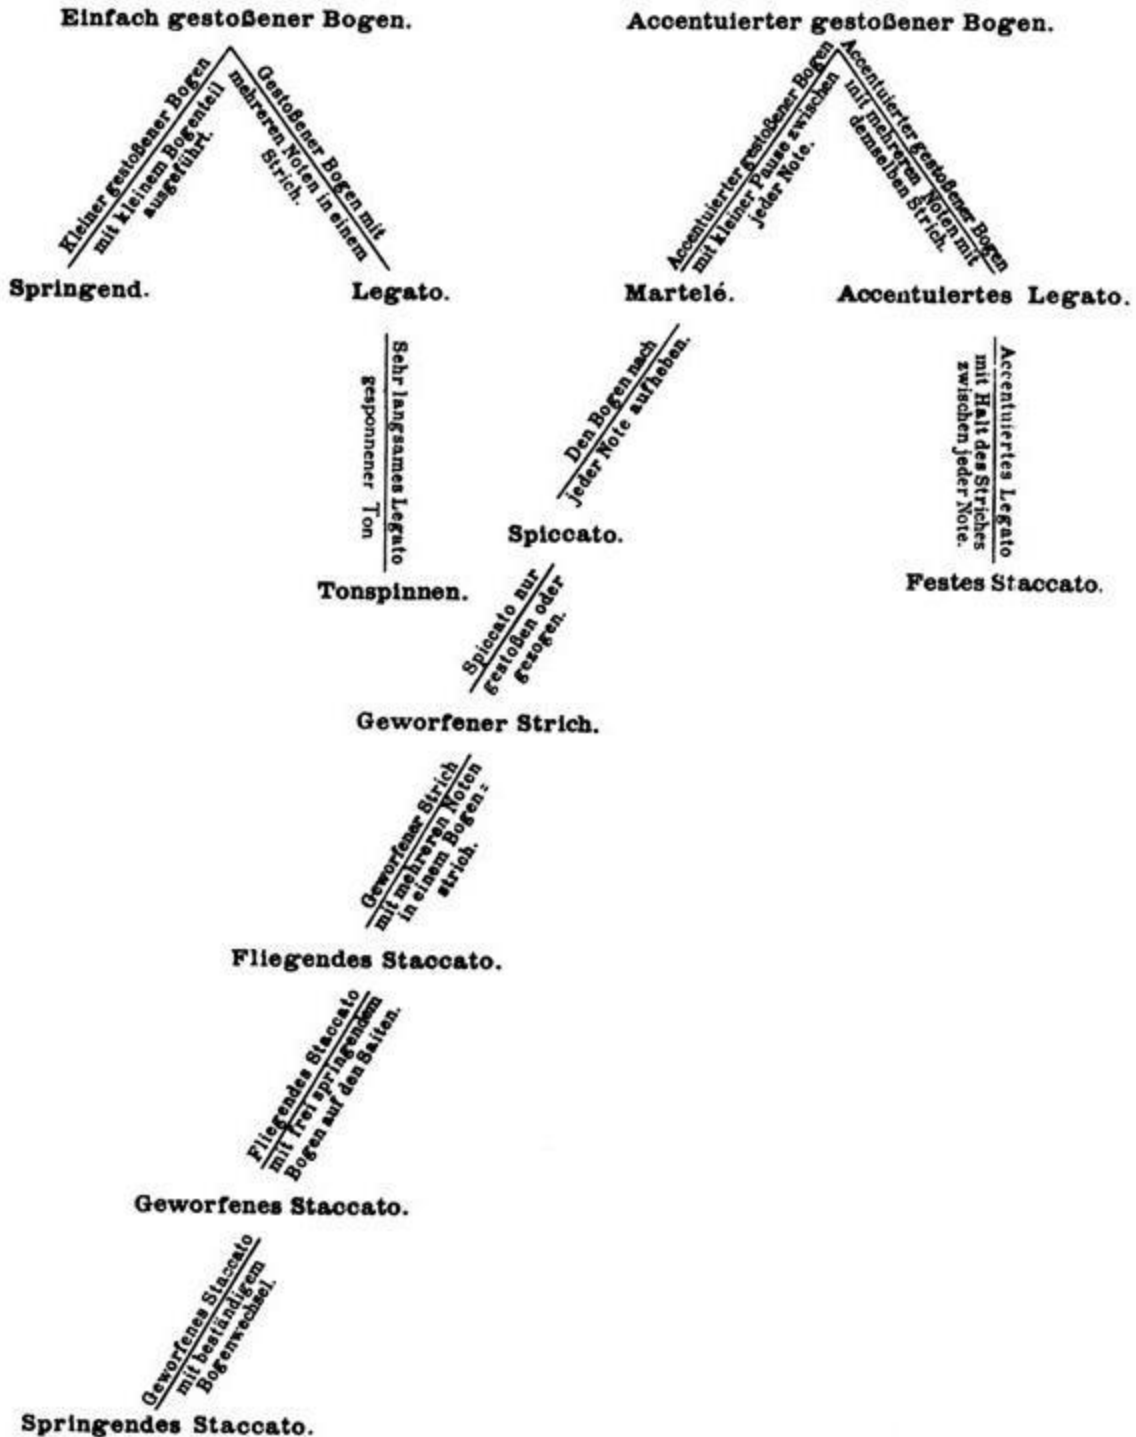 Einfach gestoßener Bogen.
Kleiner gestoßener Bogen
mit kleinem Bogenteil
ausgeführt.
Gestoßener Bogen mit
mehreren Noten in einem
Strich.
Springend.
Legato.
Sehr langsames Legato
gesponnener Ton
Tonspinnen.
Accentuierter gestoßener Bogen.
Accentuierter gestoßener Bogen
mit kleiner Pause zwischen
jeder Note.
Accentuierter gestoßener Bogen
mit mehreren Noten mit
demselben Strich.
Martelé.
Accentuiertes Legato.
Den Bogen nach
jeder Note aufheben.
Accentuiertes Legato
mit Halt des Striches
zwischen jeder Note.
Spiccato.
Festes Staccato.
Spiccato nur
gestoßen oder
gezogen.
Geworfener Strich.
Geworfener Strich
mit mehreren Noten
in einem Bogen=
strich.
Fliegendes Staccato.
Fliegendes Staccato
mit frei springendem
Bogen auf den Saiten.
Geworfenes Staccato.
Geworfenes Staccato
mit beständigem
Bogenwechsel.
Springendes Staccato.